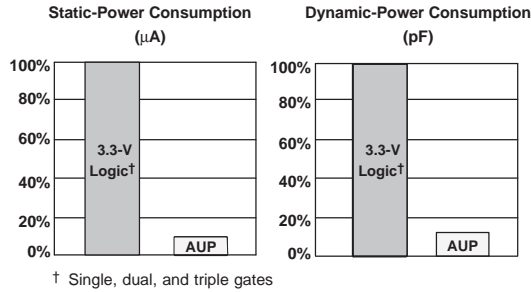 Static-Power Consumption
(µA)
100%
80%
60%
40%
20%
0%
3.3-V
Logic†
AUP
Dynamic-Power Consumption
(pF)
100%
80%
60%
40%
20%
0%
3.3-V
Logic†
AUP
† Single, dual, and triple gates